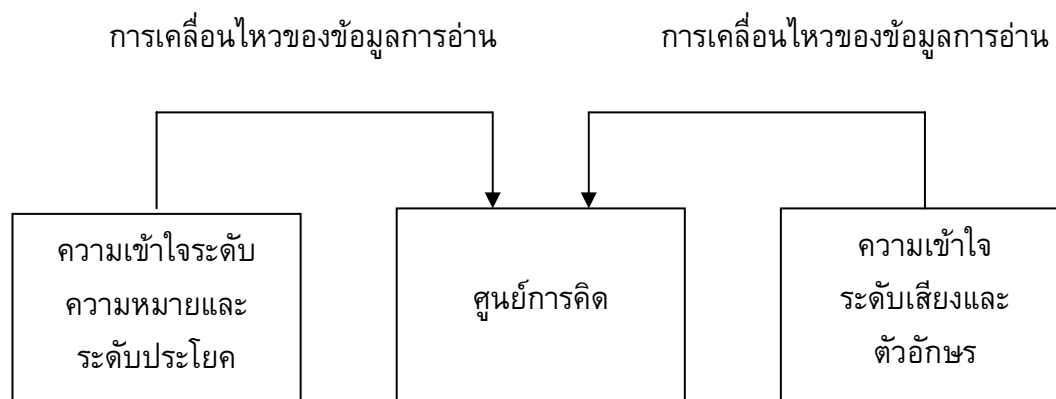 การเคลื่อนไหวของข้อมูลการอ่าน
การเคลื่อนไหวของข้อมูลการอ่าน
ความเข้าใจระดับ
ความหมายและ
ระดับประโยค
ศูนย์การคิด
ความเข้าใจ
ระดับเสียงและ
ตัวอักษร